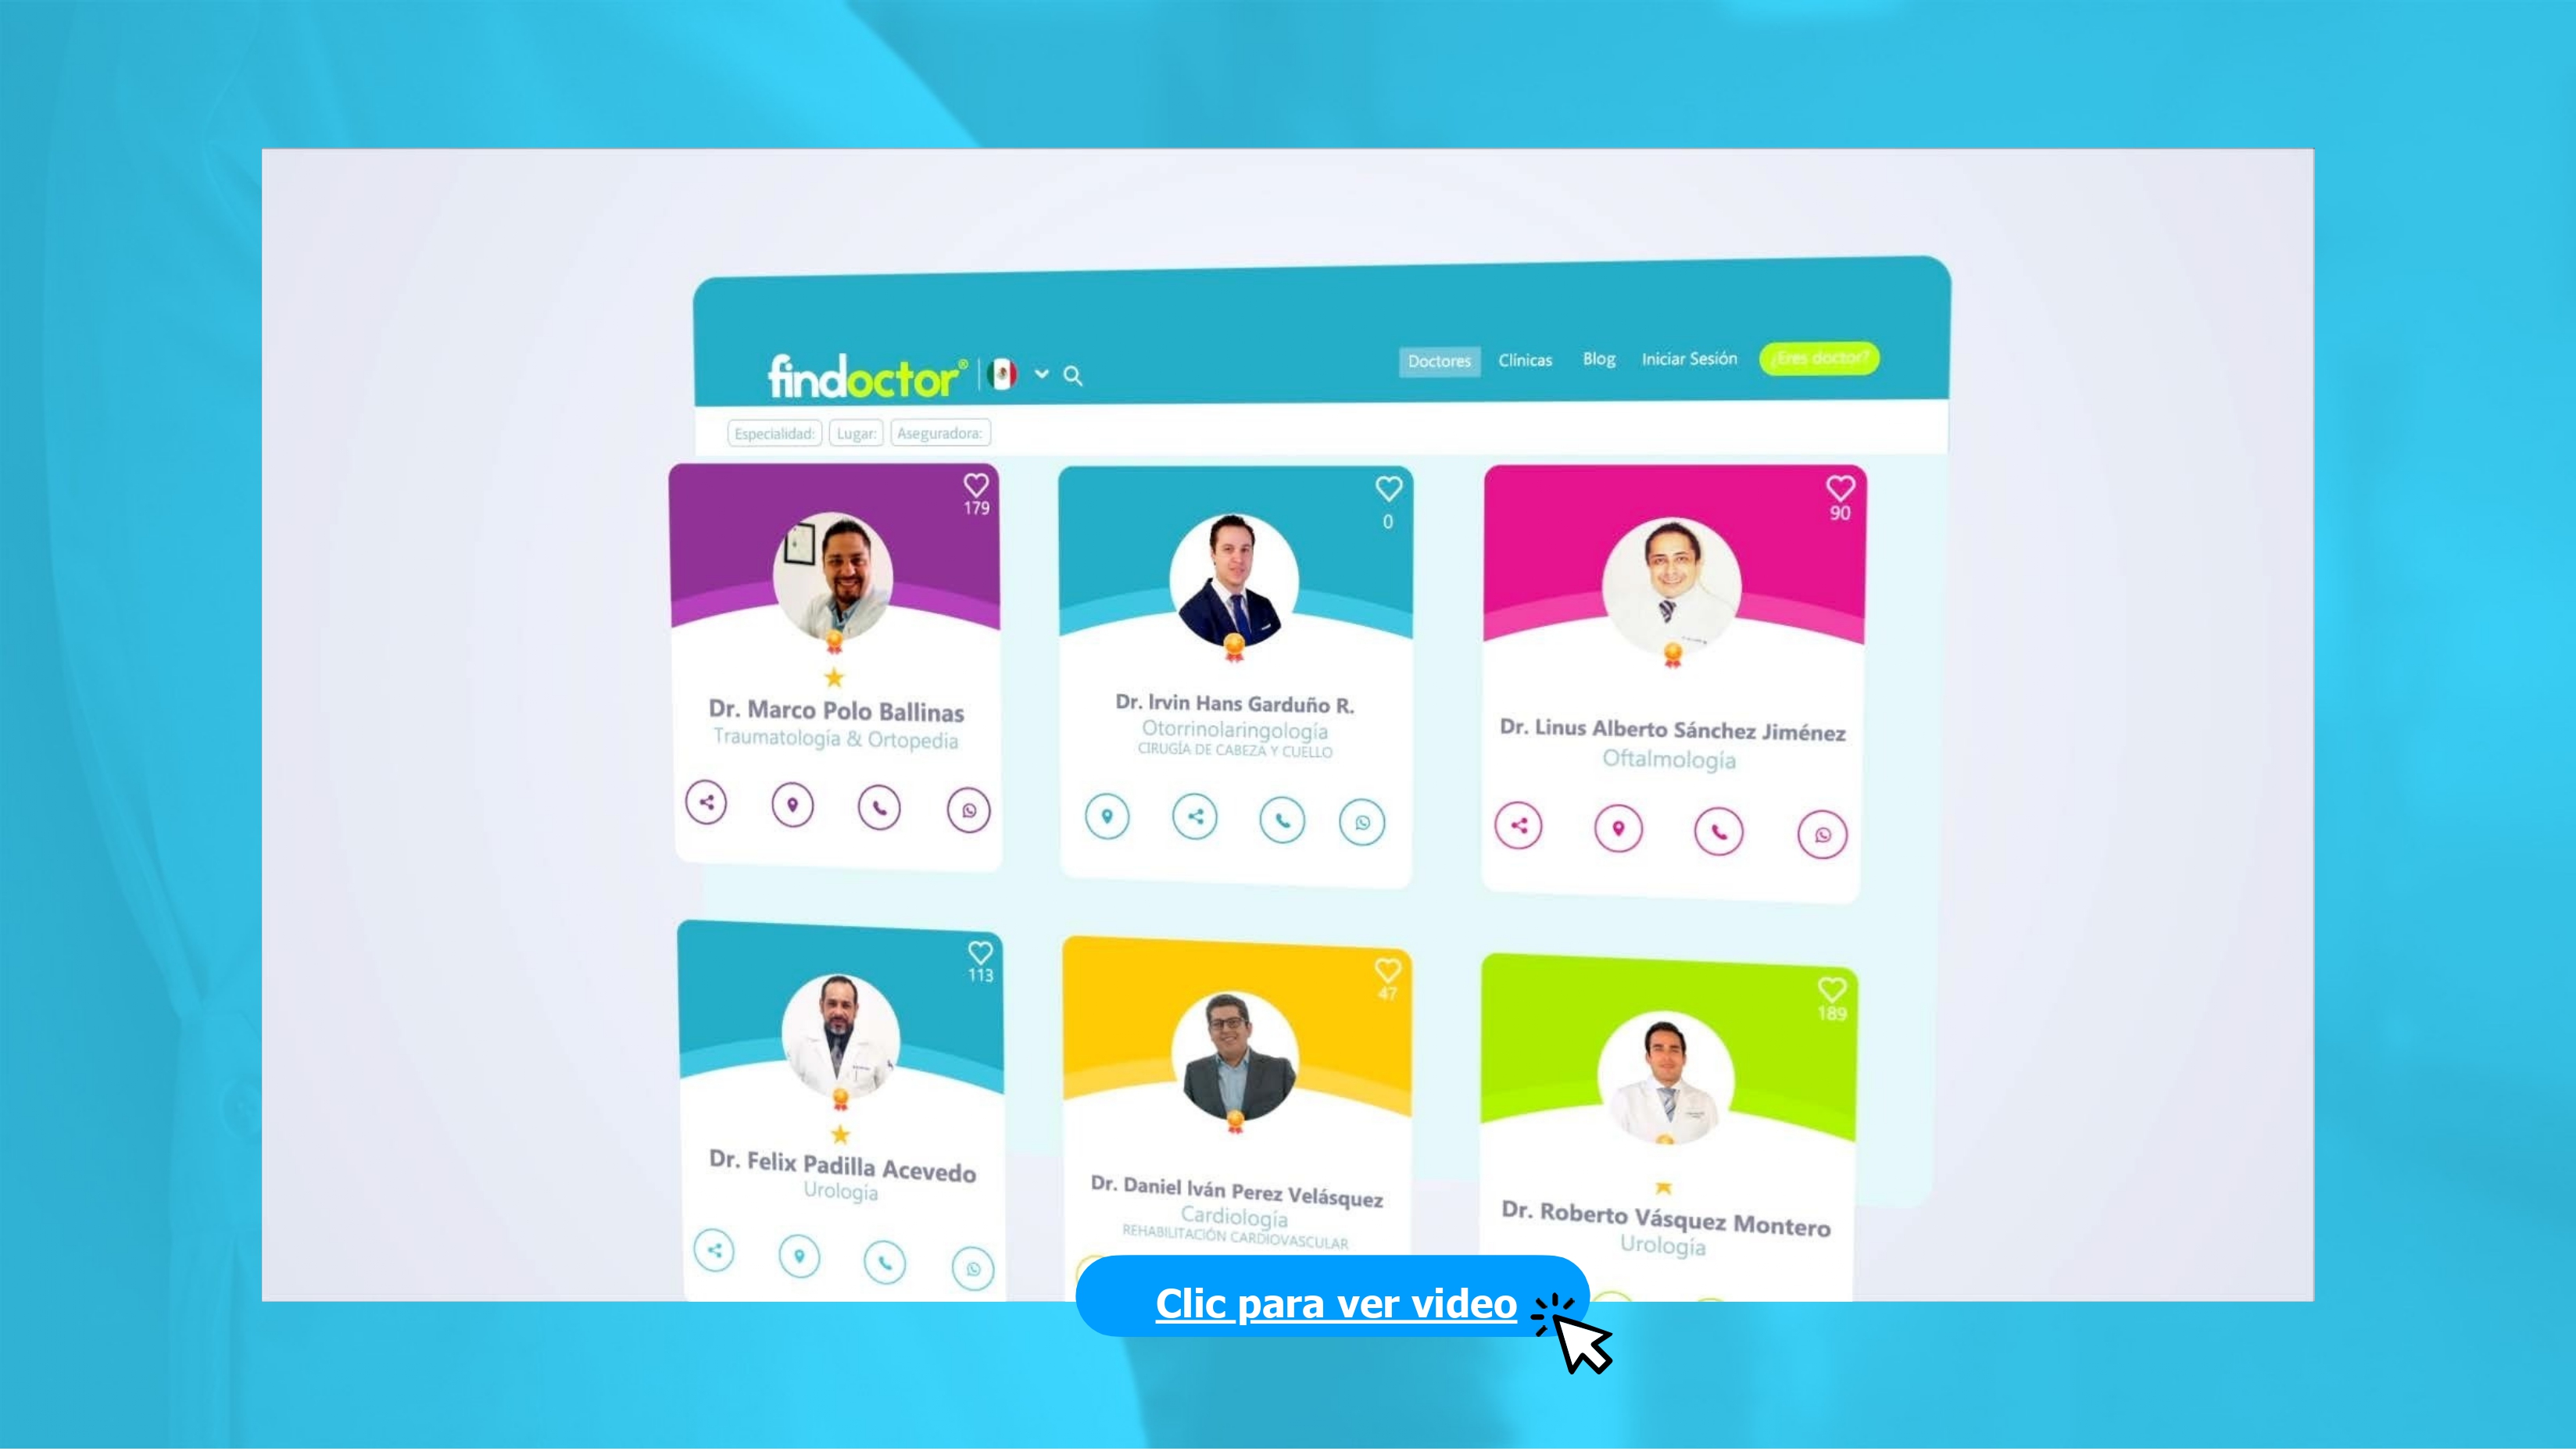 findoctor®
Doctores Clínicas Blog Iniciar Sesión ¿Eres doctor?
Especialidad: Lugar: Aseguradora:
179
Dr. Marco Polo Ballinas
Traumatología & Ortopedia
0
Dr. Irvin Hans Garduño R.
Otorrinolaringología
CIRUGÍA DE CABEZA Y CUELLO
90
Dr. Linus Alberto Sánchez Jiménez
Oftalmología
113
Dr. Felix Padilla Acevedo
Urología
47
Dr. Daniel Iván Perez Velásquez
Cardiología
REHABILITACIÓN CARDIOVASCULAR
189
Dr. Roberto Vásquez Montero
Urología
Clic para ver video